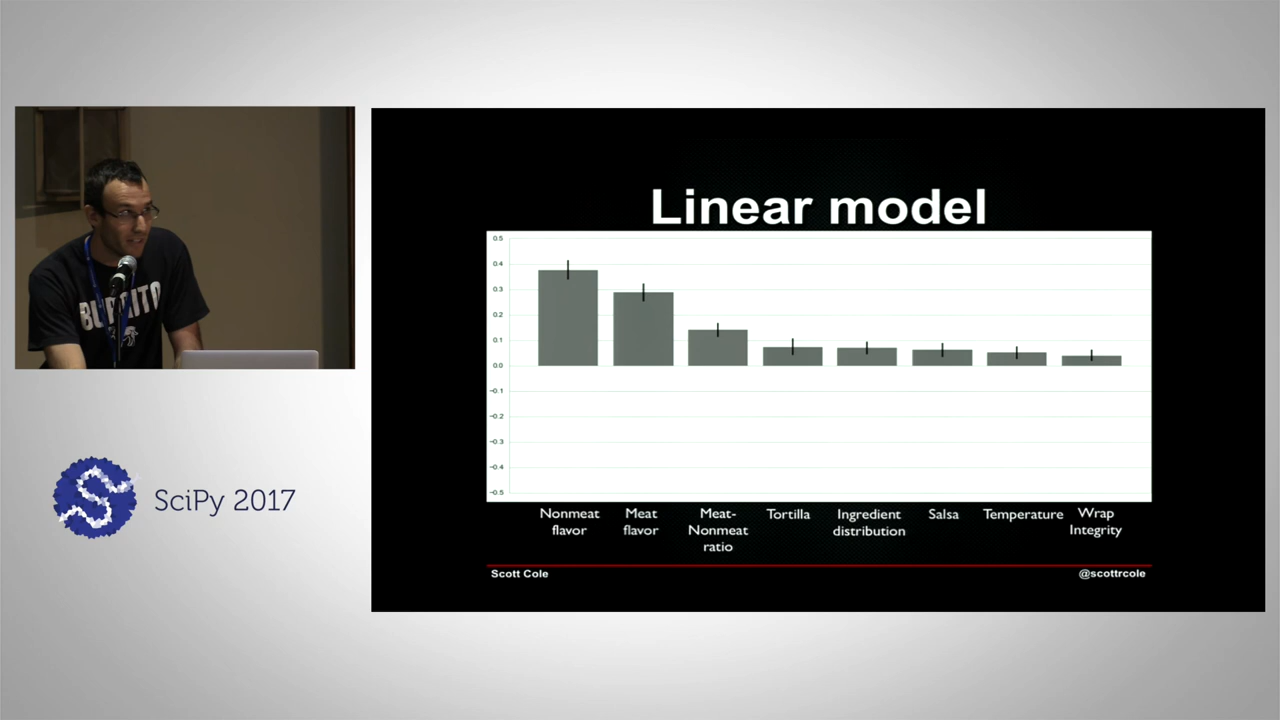 BURRITO
SciPy 2017
Linear model
0.5
0.4
0.3
0.2
0.1
0.0
−0.1
−0.2
−0.3
−0.4
−0.5
Nonmeat
flavor
Meat
flavor
Meat-
Nonmeat
ratio
Tortilla
Ingredient
distribution
Salsa
Temperature
Wrap
Integrity
Scott Cole
@scottrcole